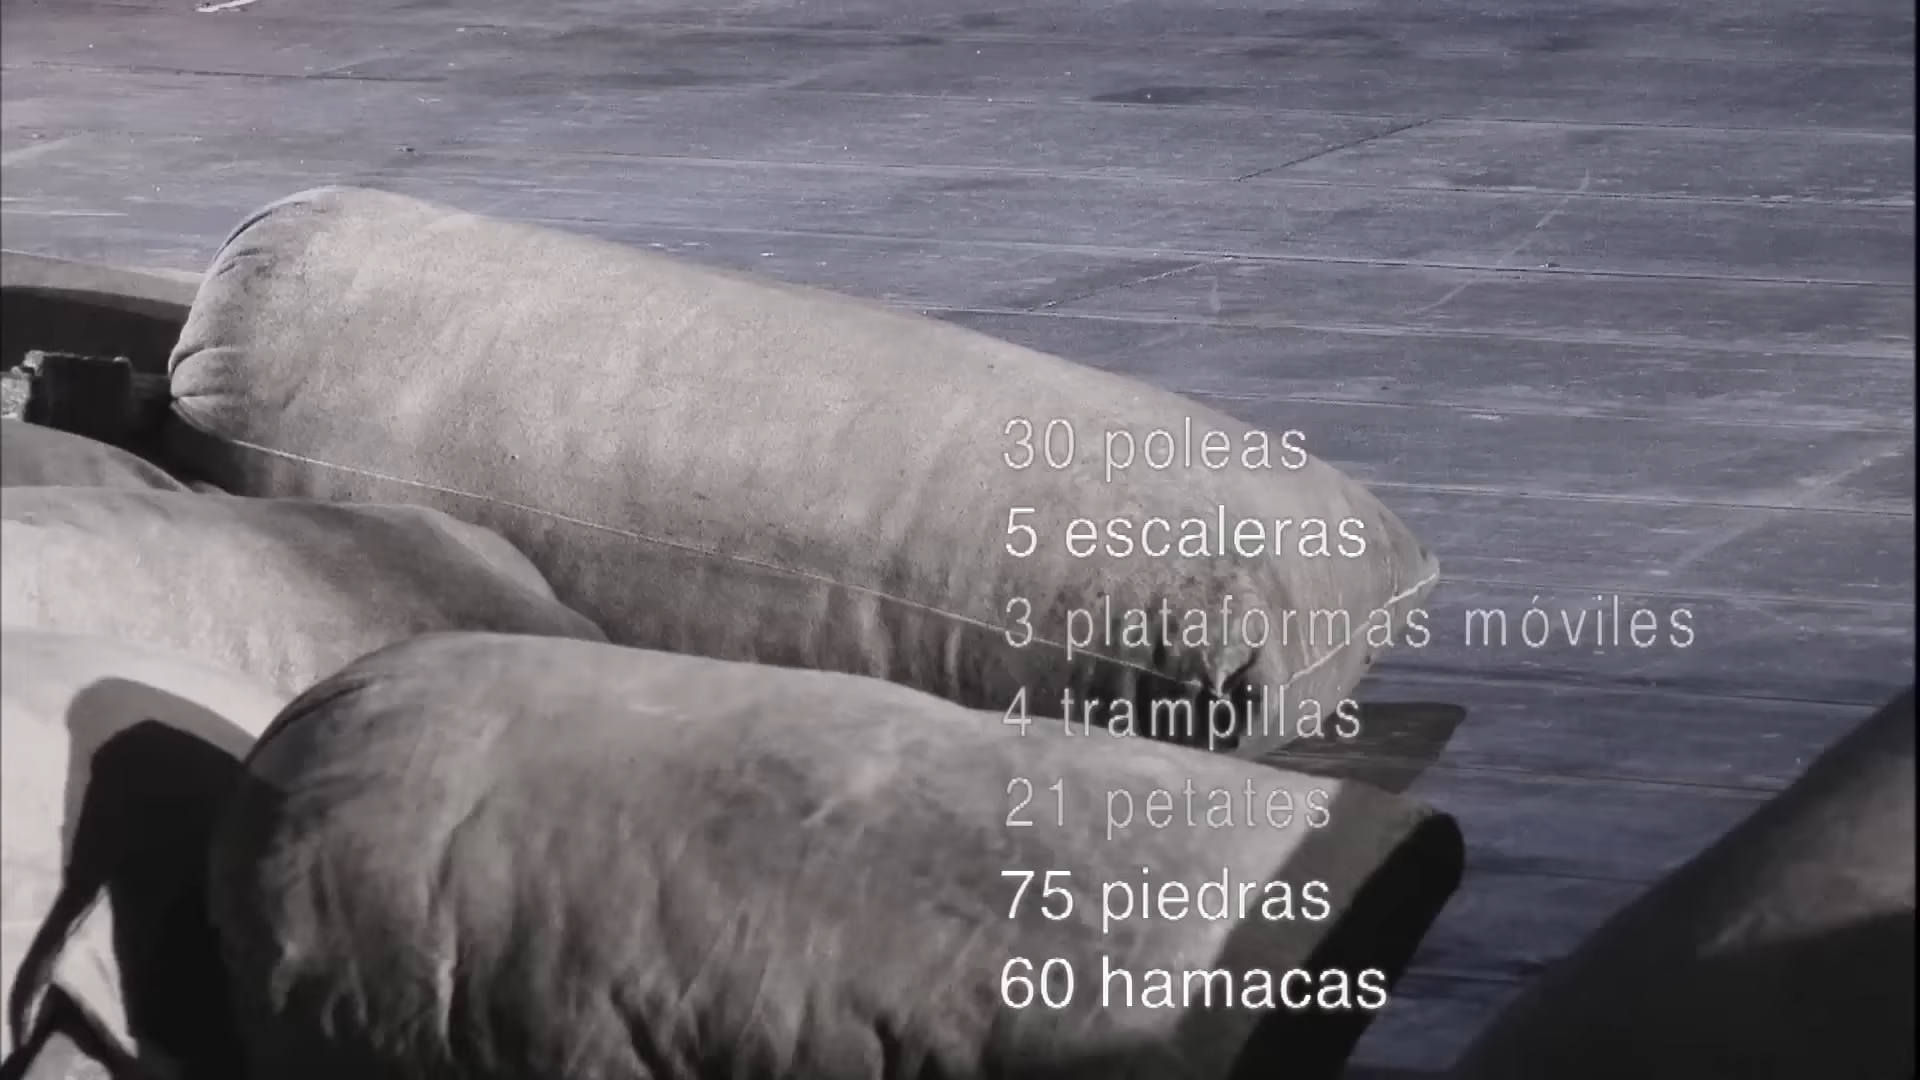 30 poleas
5 escaleras
3 plataformas móviles
4 trampillas
21 petates
75 piedras
60 hamacas